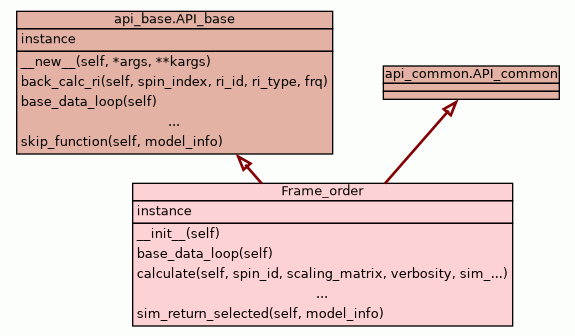 api_base.API_base
instance
__new__(self, *args, **kargs)
back_calc_ri(self, spin_index, ri_id, ri_type, frq)
base_data_loop(self)
...
skip_function(self, model_info)
api_common.API_common
Frame_order
instance
__init__(self)
base_data_loop(self)
calculate(self, spin_id, scaling_matrix, verbosity, sim_...)
...
sim_return_selected(self, model_info)